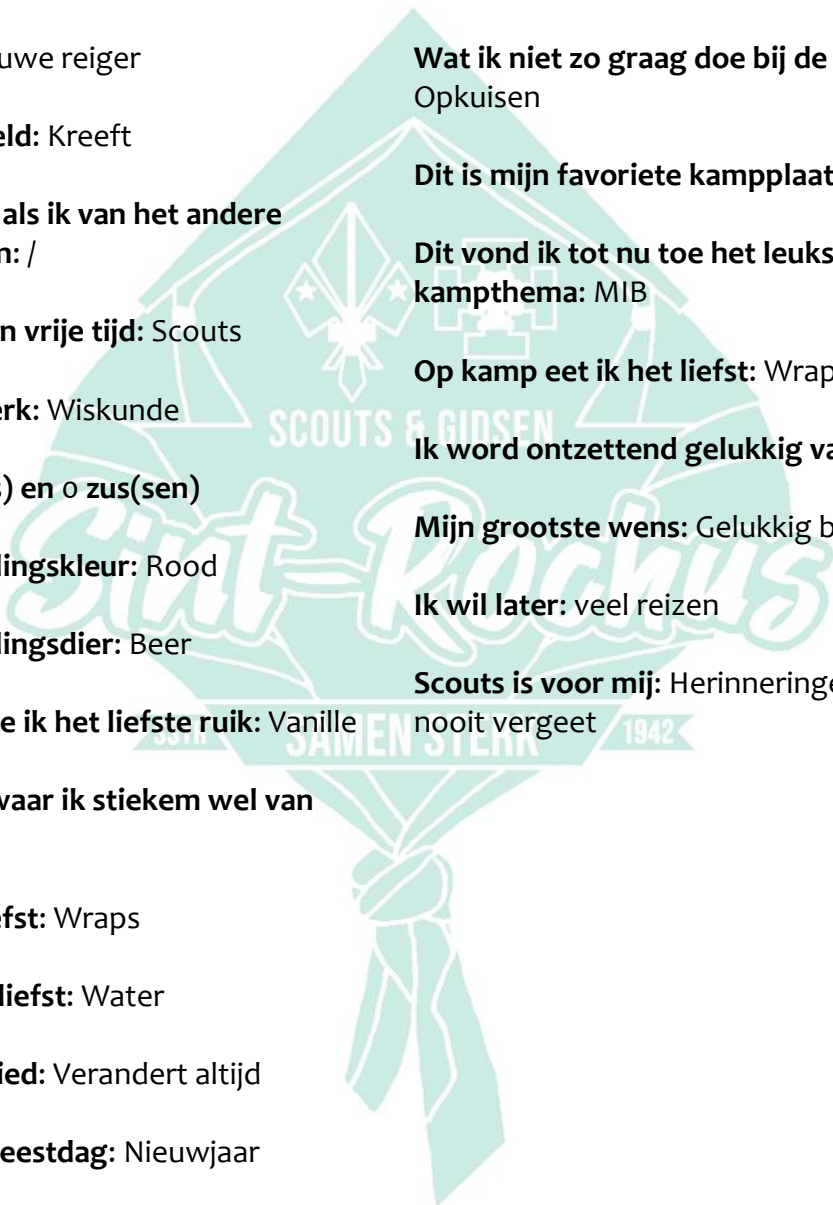 uwe reiger
eld: Kreeft
als ik van het andere
n: /
n vrije tijd: Scouts
erk: Wiskunde
) en 0 zus(sen)
lingskleur: Rood
lingsdier: Beer
e ik het liefste ruik: Vanille
waar ik stiekem wel van
efst: Wraps
liefst: Water
ied: Verandert altijd
eestdag: Nieuwjaar
Wat ik niet zo graag doe bij de
Opkuisen
Dit is mijn favoriete kampplaat
Dit vond ik tot nu toe het leuks
kampthema: MIB
Op kamp eet ik het liefst: Wrap
Ik word ontzettend gelukkig va
Mijn grootste wens: Gelukkig b
Ik wil later: veel reizen
Scouts is voor mij: Herinneringe
nooit vergeet
SCOUTS & GIDSEN
Sint-Rochus
SAMEN STERK
1942